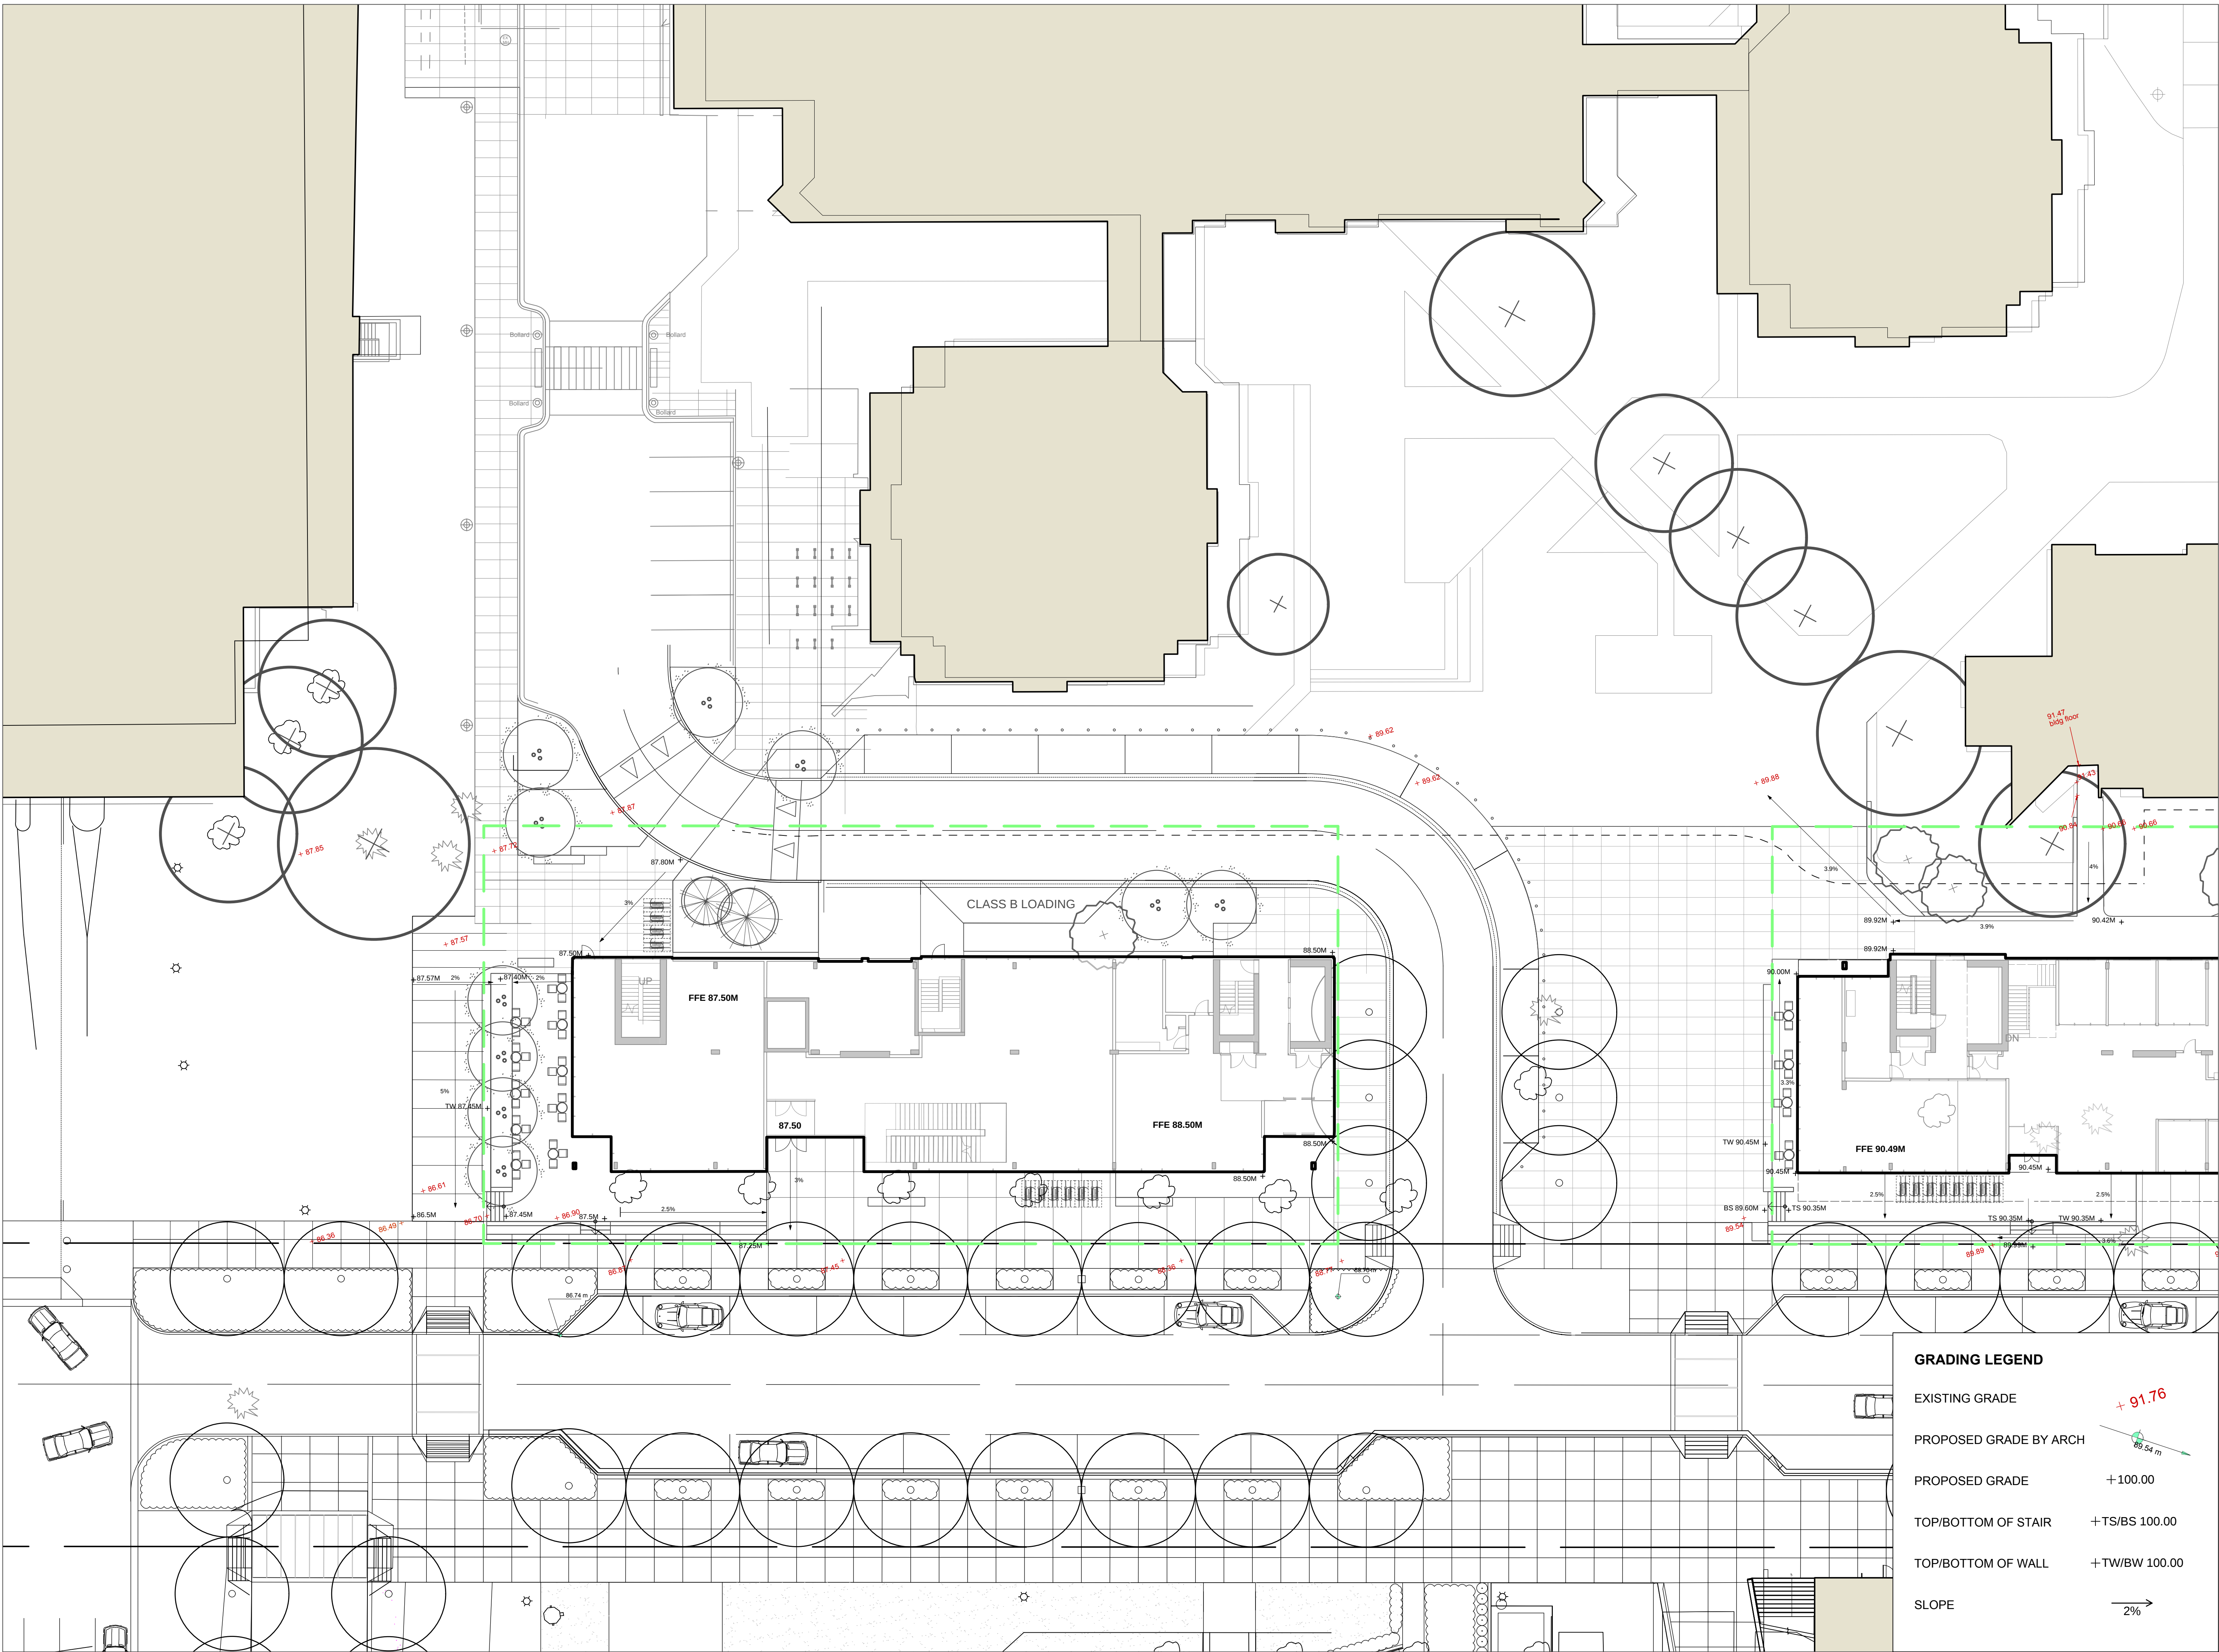 Bollard
Bollard
Bollard
Bollard
+ 89.62
91.47
bldg floor
+ 89.62
+ 89.88
91.43
+ 87.87
90.84
+ 90.66
+ 87.85
87.80M
3.9%
4%
3%
CLASS B LOADING
89.92M
90.42M
3.9%
+ 87.57
87.50M
88.50M
89.92M
90.00M
87.57M
2%
87.40M
2%
UP
FFE 87.50M
DN
3.3%
5%
TW 87.45M
87.50
FFE 88.50M
88.50M
TW 90.45M
FFE 90.49M
90.45M
90.45M
3%
88.50M
+ 86.61
2.5%
2.5%
2.5%
BS 89.60M
TS 90.35M
86.5M
86.70
87.45M
+ 86.90
87.5M
TS 90.35M
TW 90.35M
86.49
89.54
+ 86.36
87.25M
89.99M
3.6%
89.89
87.45
86.74 m
GRADING LEGEND
EXISTING GRADE
+ 91.76
PROPOSED GRADE BY ARCH
89.54 m
PROPOSED GRADE
+100.00
TOP/BOTTOM OF STAIR
+TS/BS 100.00
TOP/BOTTOM OF WALL
+TW/BW 100.00
SLOPE
2%